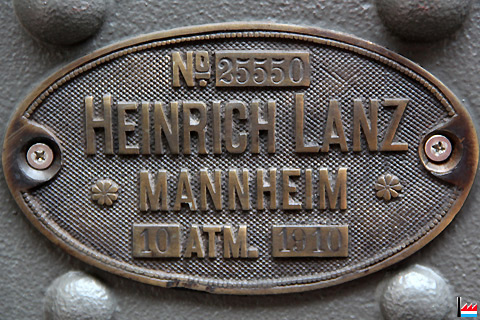 No 25550
HEINRICH LANZ
MANNHEIM
10 ATM. 1910